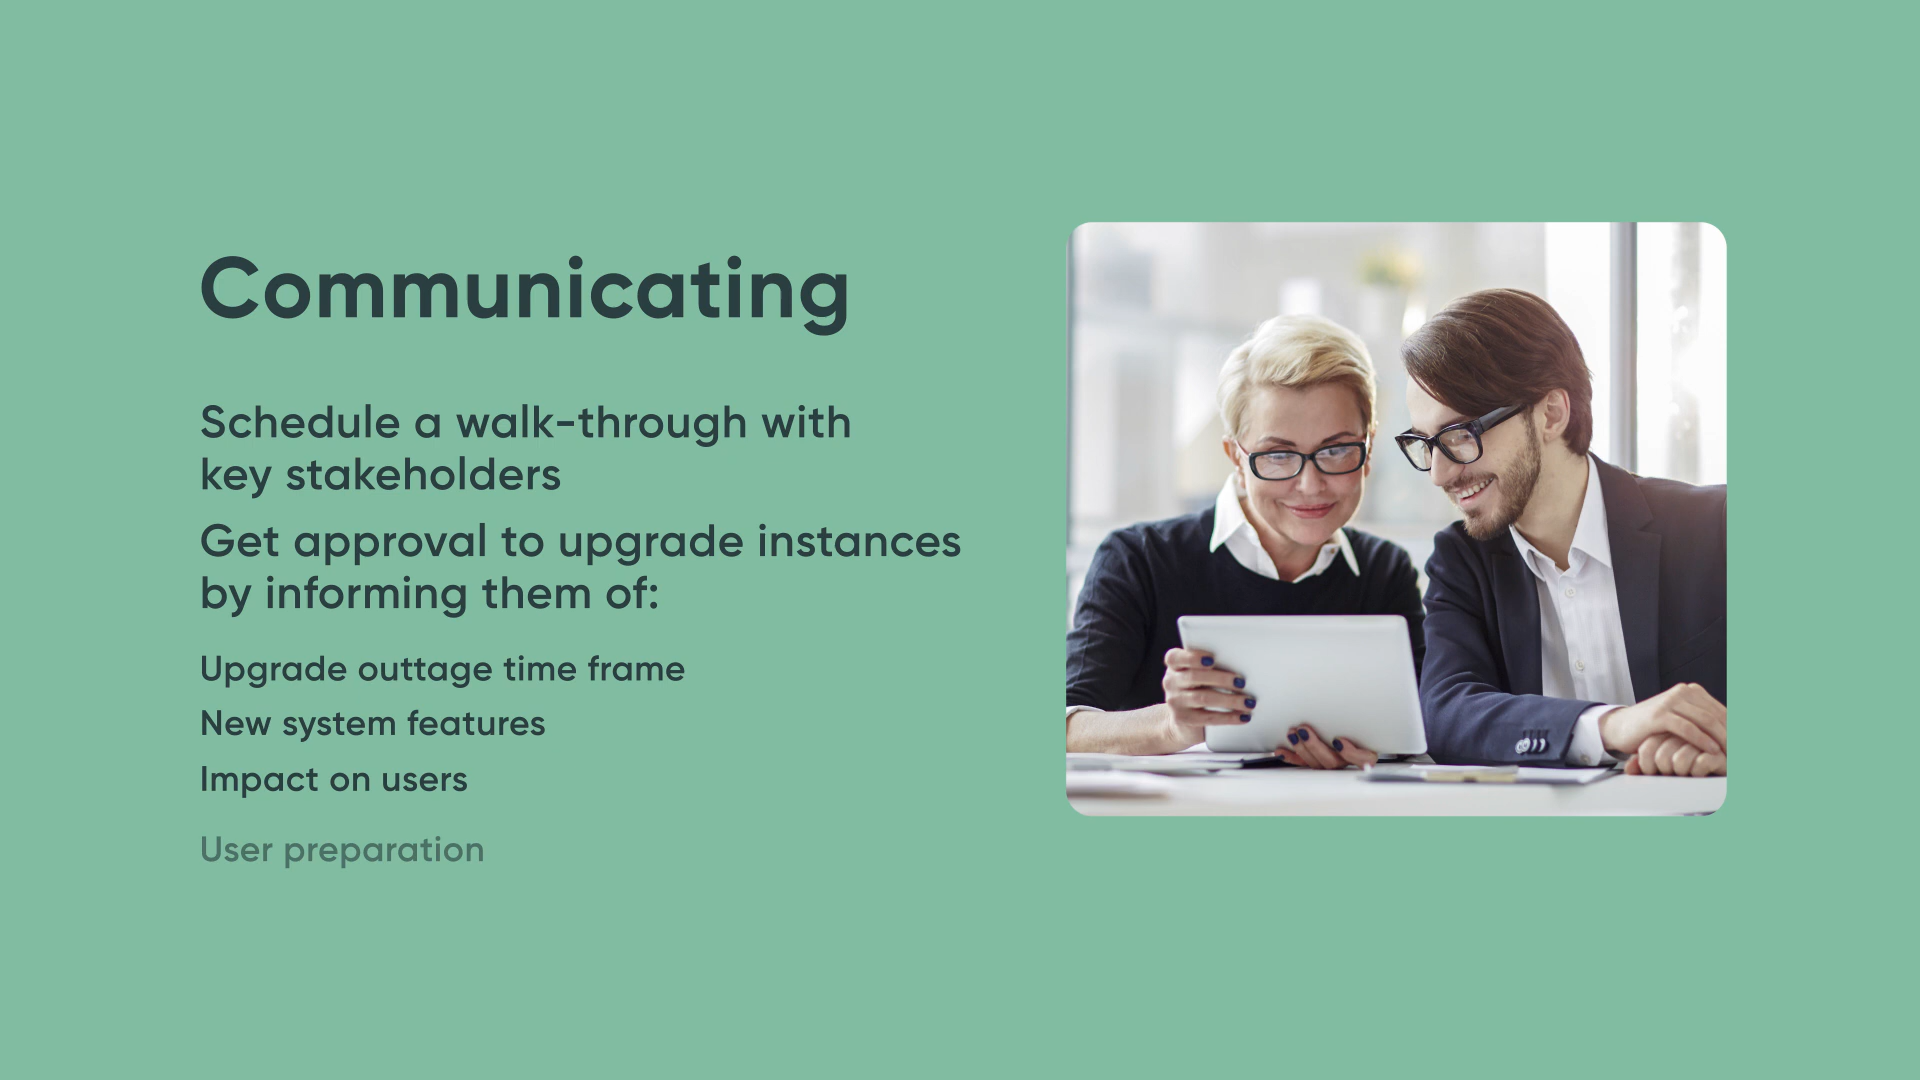 Communicating
Schedule a walk-through with
key stakeholders
Get approval to upgrade instances
by informing them of:
Upgrade outtage time frame
New system features
Impact on users
User preparation